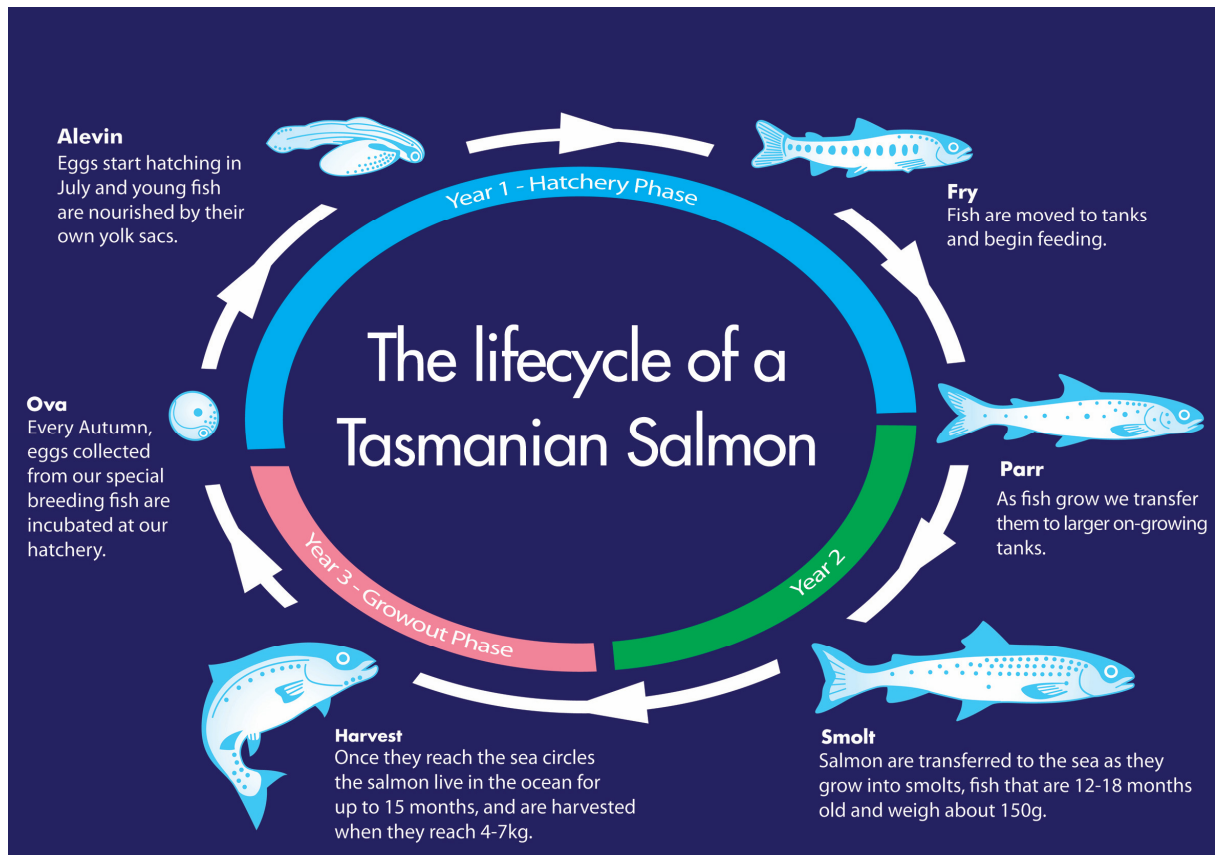 Alevin
Eggs start hatching in
July and young fish
are nourished by their
own yolk sacs.
Year 1 - Hatchery Phase
Fry
Fish are moved to tanks
and begin feeding.
The lifecycle of a
Tasmanian Salmon
Ova
Every Autumn,
eggs collected
from our special
breeding fish are
incubated at our
hatchery.
Parr
As fish grow we transfer
them to larger on-growing
tanks.
Year 3 - Growout Phase
Year 2
Harvest
Once they reach the sea circles
the salmon live in the ocean for
up to 15 months, and are harvested
when they reach 4-7kg.
Smolt
Salmon are transferred to the sea as they
grow into smolts, fish that are 12-18 months
old and weigh about 150g.